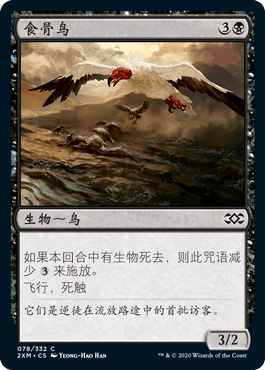 食骨鸟 3
生物～鸟
如果本回合中有生物死去，则此咒语减
少 3 来施放。
飞行，死触
它们是逆徒在流放路途中的首批访客。
3/2
078/332 C
2XM • CS Yeong-Hao Han
™ & © 2020 Wizards of the Coast